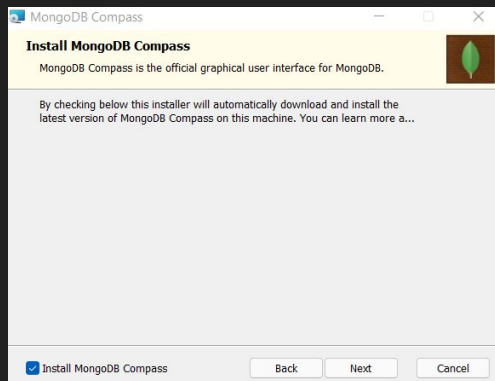 MongoDB Compass
Install MongoDB Compass
MongoDB Compass is the official graphical user interface for MongoDB.
By checking below this installer will automatically download and install the
latest version of MongoDB Compass on this machine. You can learn more a...
Install MongoDB Compass
Back
Next
Cancel